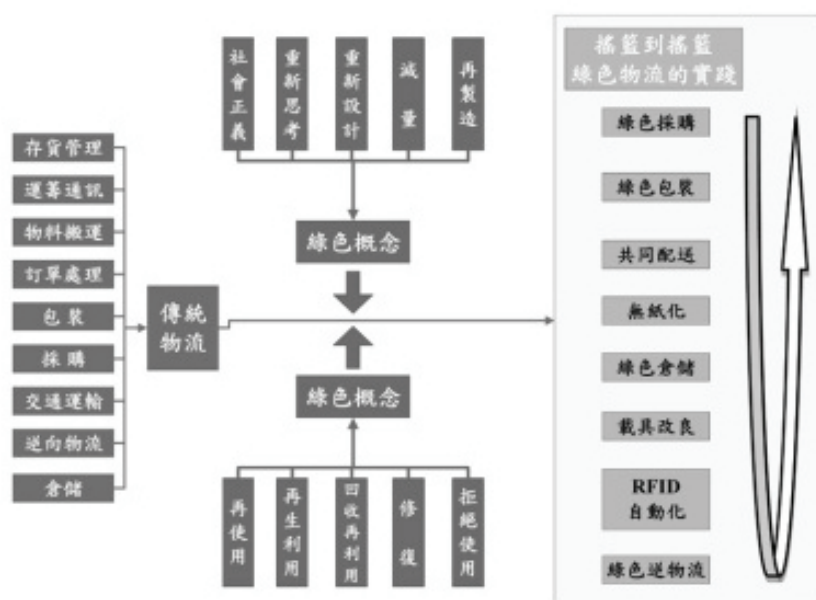 社會正義
重新思考
重新設計
減量
再製造
綠色概念
存貨管理
運籌通訊
物料搬運
訂單處理
包裝
採購
交通運輸
逆向物流
倉儲
傳統
物流
綠色概念
再使用
再生利用
回收再利用
修復
拒絕使用
搖籃到搖籃
綠色物流的實踐
綠色採購
綠色包裝
共同配送
無紙化
綠色倉儲
載具改良
RFID
自動化
綠色逆物流